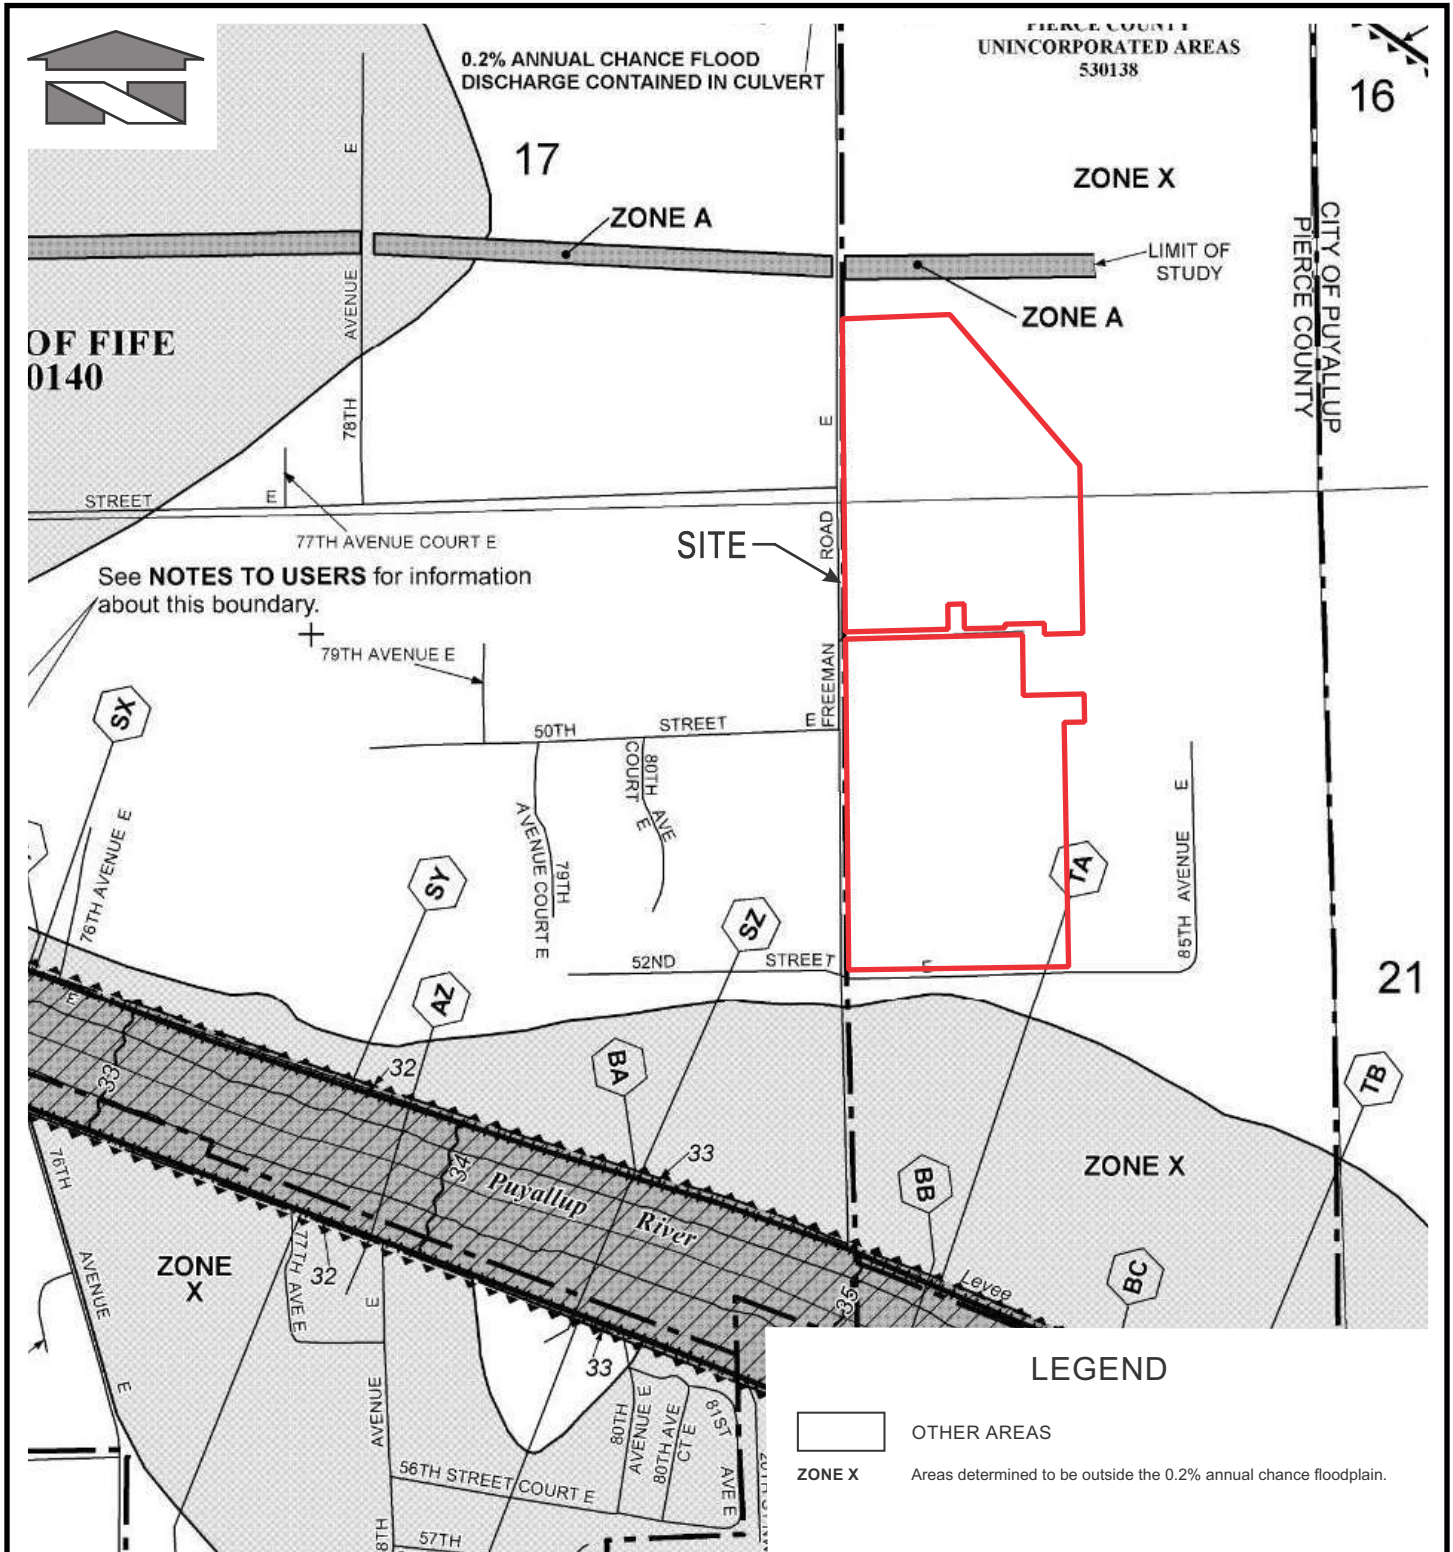 PIERCE COUNTY
UNINCORPORATED AREAS
530138
0.2% ANNUAL CHANCE FLOOD
DISCHARGE CONTAINED IN CULVERT
16
17
E
ZONE X
ZONE A
LIMIT OF
STUDY
ZONE A
CITY OF PUYALLUP
PIERCE COUNTY
OF FIFE
0140
78TH AVENUE
E
STREET E
77TH AVENUE COURT E
SITE
ROAD
See NOTES TO USERS for information
about this boundary.
79TH AVENUE E
FREEMAN
50TH STREET E
SX
80TH AVE
COURT E
79TH
AVENUE COURT E
76TH AVENUE E
85TH AVENUE E
SY
TA
SZ
AZ
52ND STREET E
E
21
E
33
32
BA
TB
34
33
Puyallup River
ZONE X
BB
76TH AVENUE E
ZONE
X
77TH AVE E
32
Levee
35
BC
33
E
AVENUE
80TH
AVENUE E
80TH AVE
CT E
81ST
AVE E
56TH STREET COURT E
57TH
8TH
LEGEND
OTHER AREAS
ZONE X Areas determined to be outside the 0.2% annual chance floodplain.